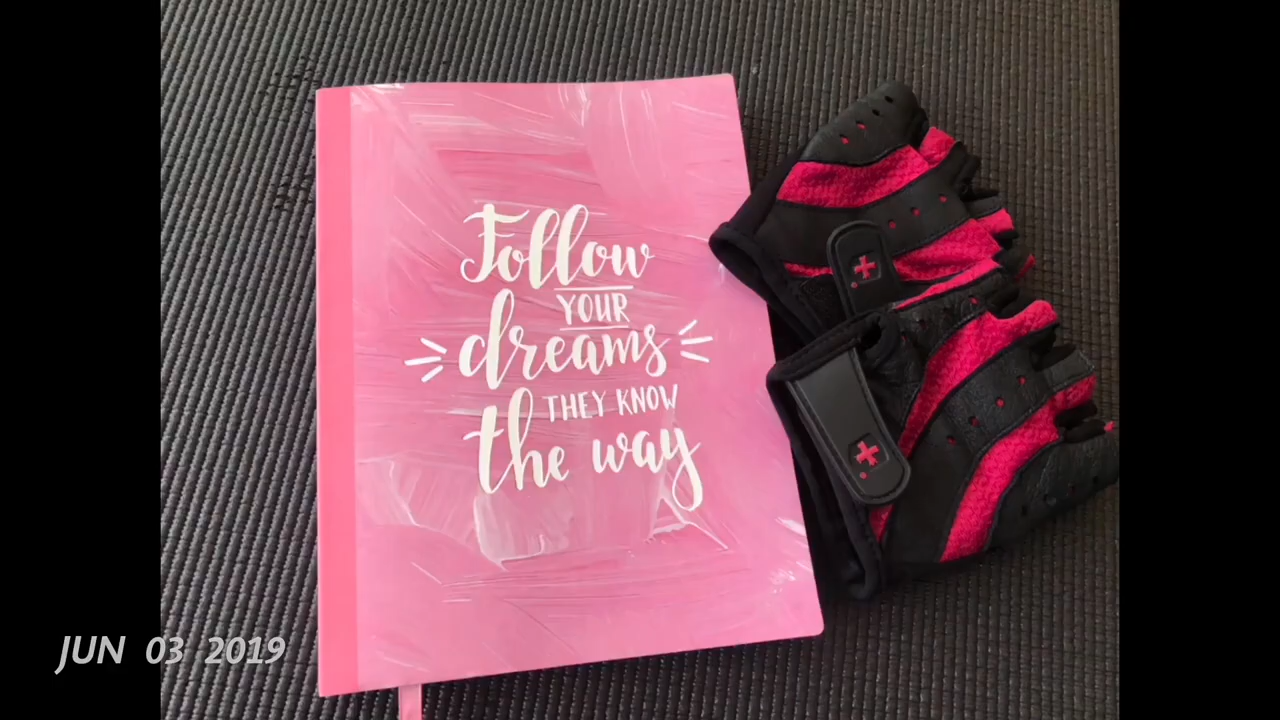 Follow
YOUR
dreams
THEY KNOW
the way
JUN 03 2019